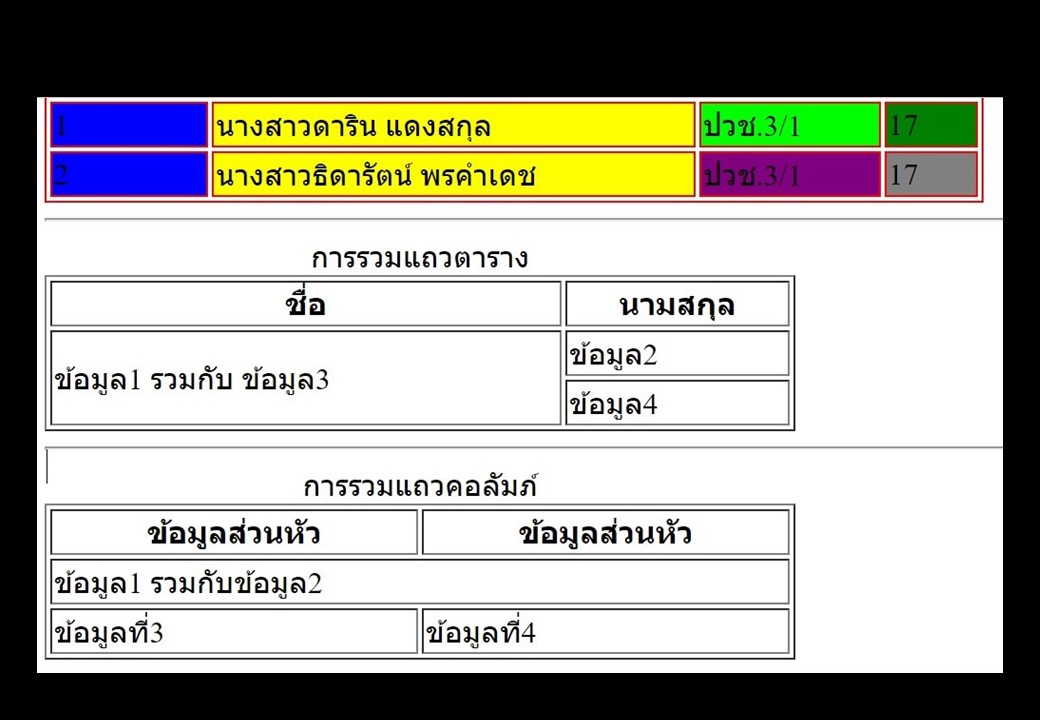 1 นางสาวดาริน แดงสกุล ปวช.3/1 17
2 นางสาวธิดารัตน์ พรคำเดช ปวช.3/1 17
การรวมแถวตาราง
ชื่อ นามสกุล
ข้อมูล1 รวมกับ ข้อมูล3 ข้อมูล2
ข้อมูล4
การรวมแถวคอลัมภ์
ข้อมูลส่วนหัว ข้อมูลส่วนหัว
ข้อมูล1 รวมกับข้อมูล2
ข้อมูลที่3 ข้อมูลที่4